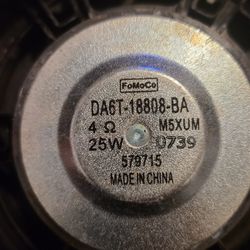 FoMoCo
DA6T-18808-BA
4 Ω M5XUM
25W 0739
579715
MADE IN CHINA